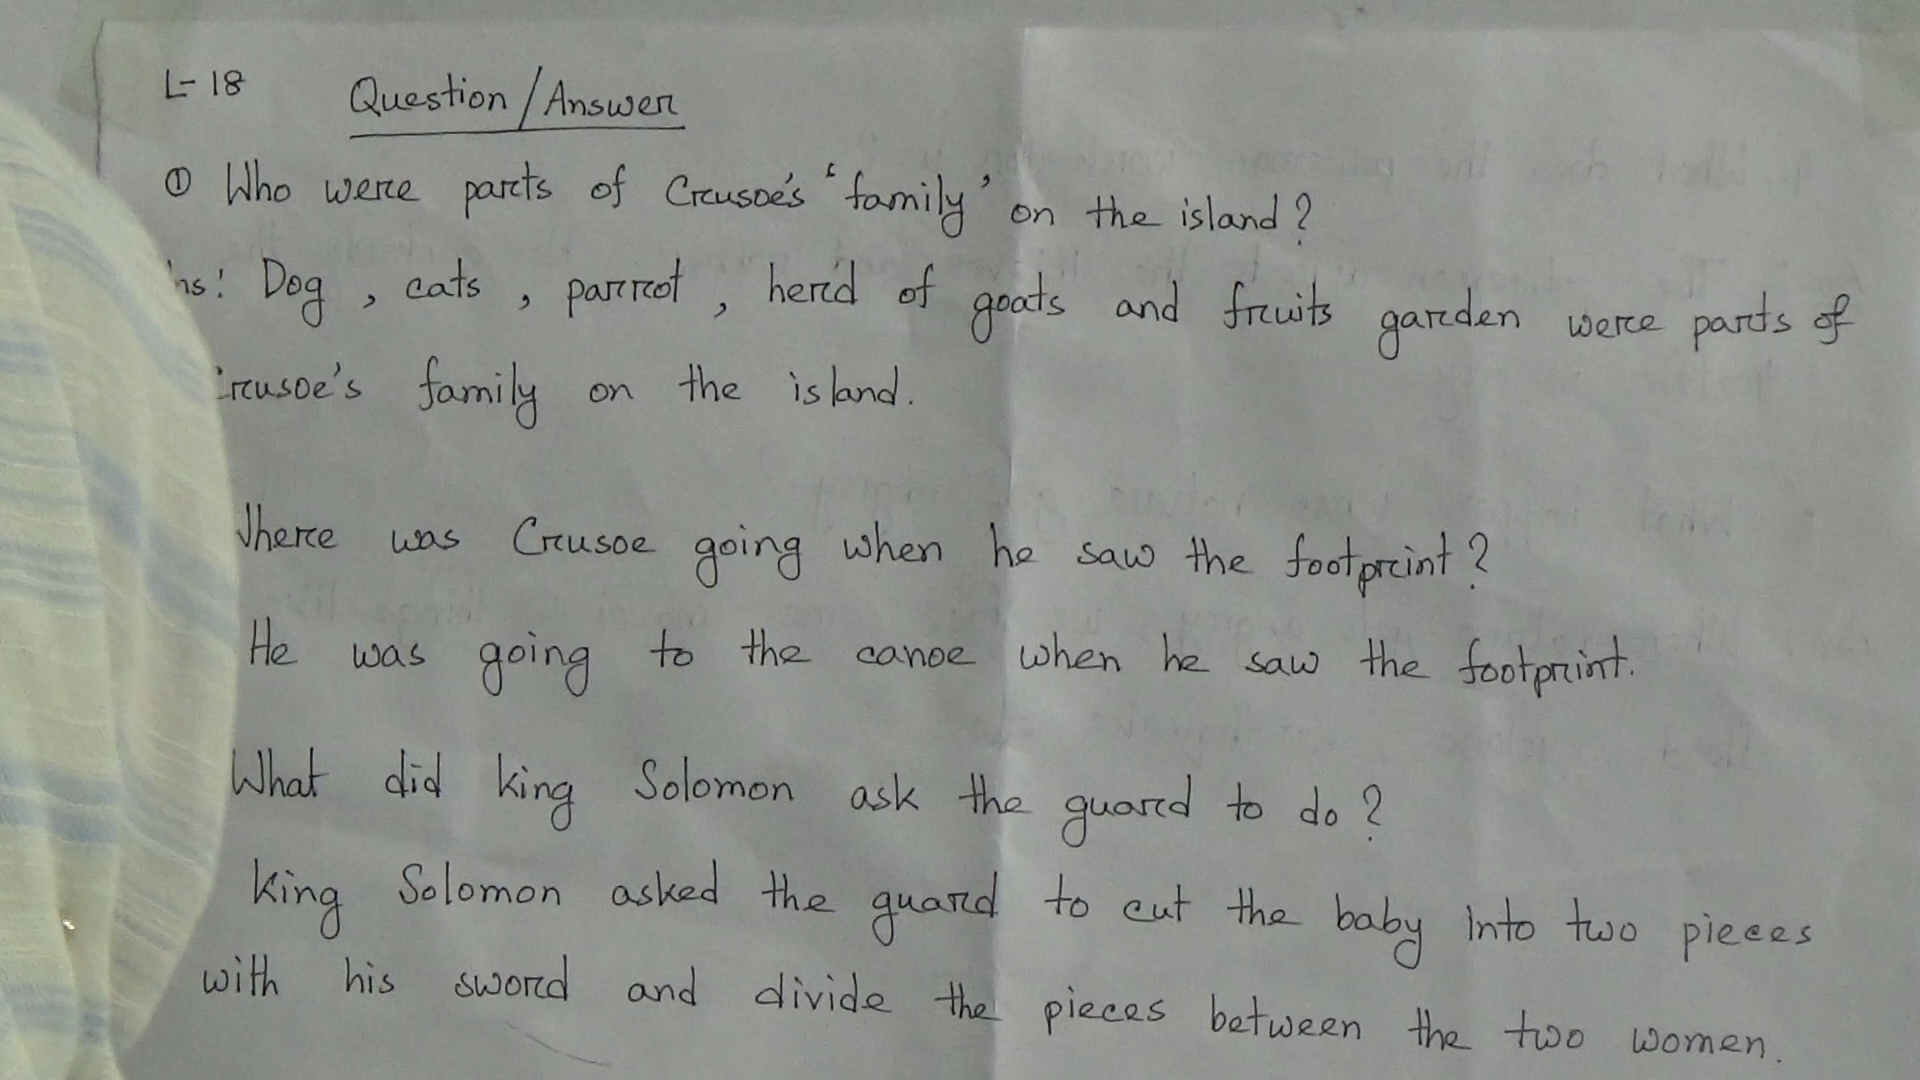 L-18 Question/Answer
① Who were parts of Crusoe's 'family' on the island?
ns: Dog, cats, parrot, herd of goats and fruits garden were parts of
rusoe's family on the island.
here was Crusoe going when he saw the footprint?
He was going to the canoe when he saw the footprint.
What did king Solomon ask the guard to do?
King Solomon asked the guard to cut the baby into two pieces
with his sword and divide the pieces between the two women.